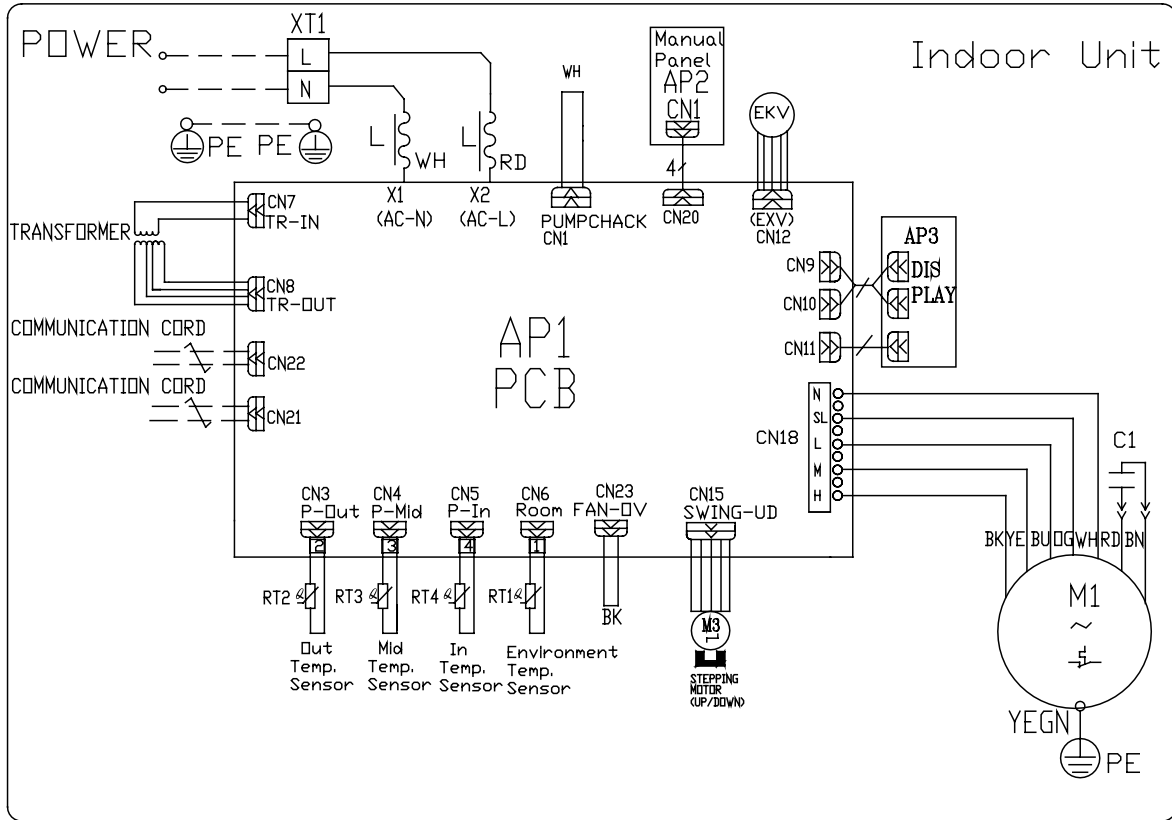 POWER
XT1
L
N
PE PE
L
WH
L
RD
WH
Manual
Panel
AP2
CN1
4
EKV
Indoor Unit
X1
(AC-N)
X2
(AC-L)
PUMPCHACK
CN1
CN20
(EXV)
CN12
CN7
TR-IN
TRANSFORMER
CN8
TR-OUT
COMMUNICATION CORD
CN22
COMMUNICATION CORD
CN21
AP1
PCB
CN9
CN10
CN11
AP3
DIS
PLAY
CN18
N
SL
L
M
H
C1
CN3
P-Out
CN4
P-Mid
CN5
P-In
CN6
Room
CN23
FAN-OV
CN15
SWING-UD
2
3
4
1
RT2
RT3
RT4
RT1
BK
Out
Temp.
Sensor
Mid
Temp.
Sensor
In
Temp.
Sensor
Environment
Temp.
Sensor
M3
STEPPING
MOTOR
(UP/DOWN)
BK YE BU OG WH RD BN
M1
YEGN
PE